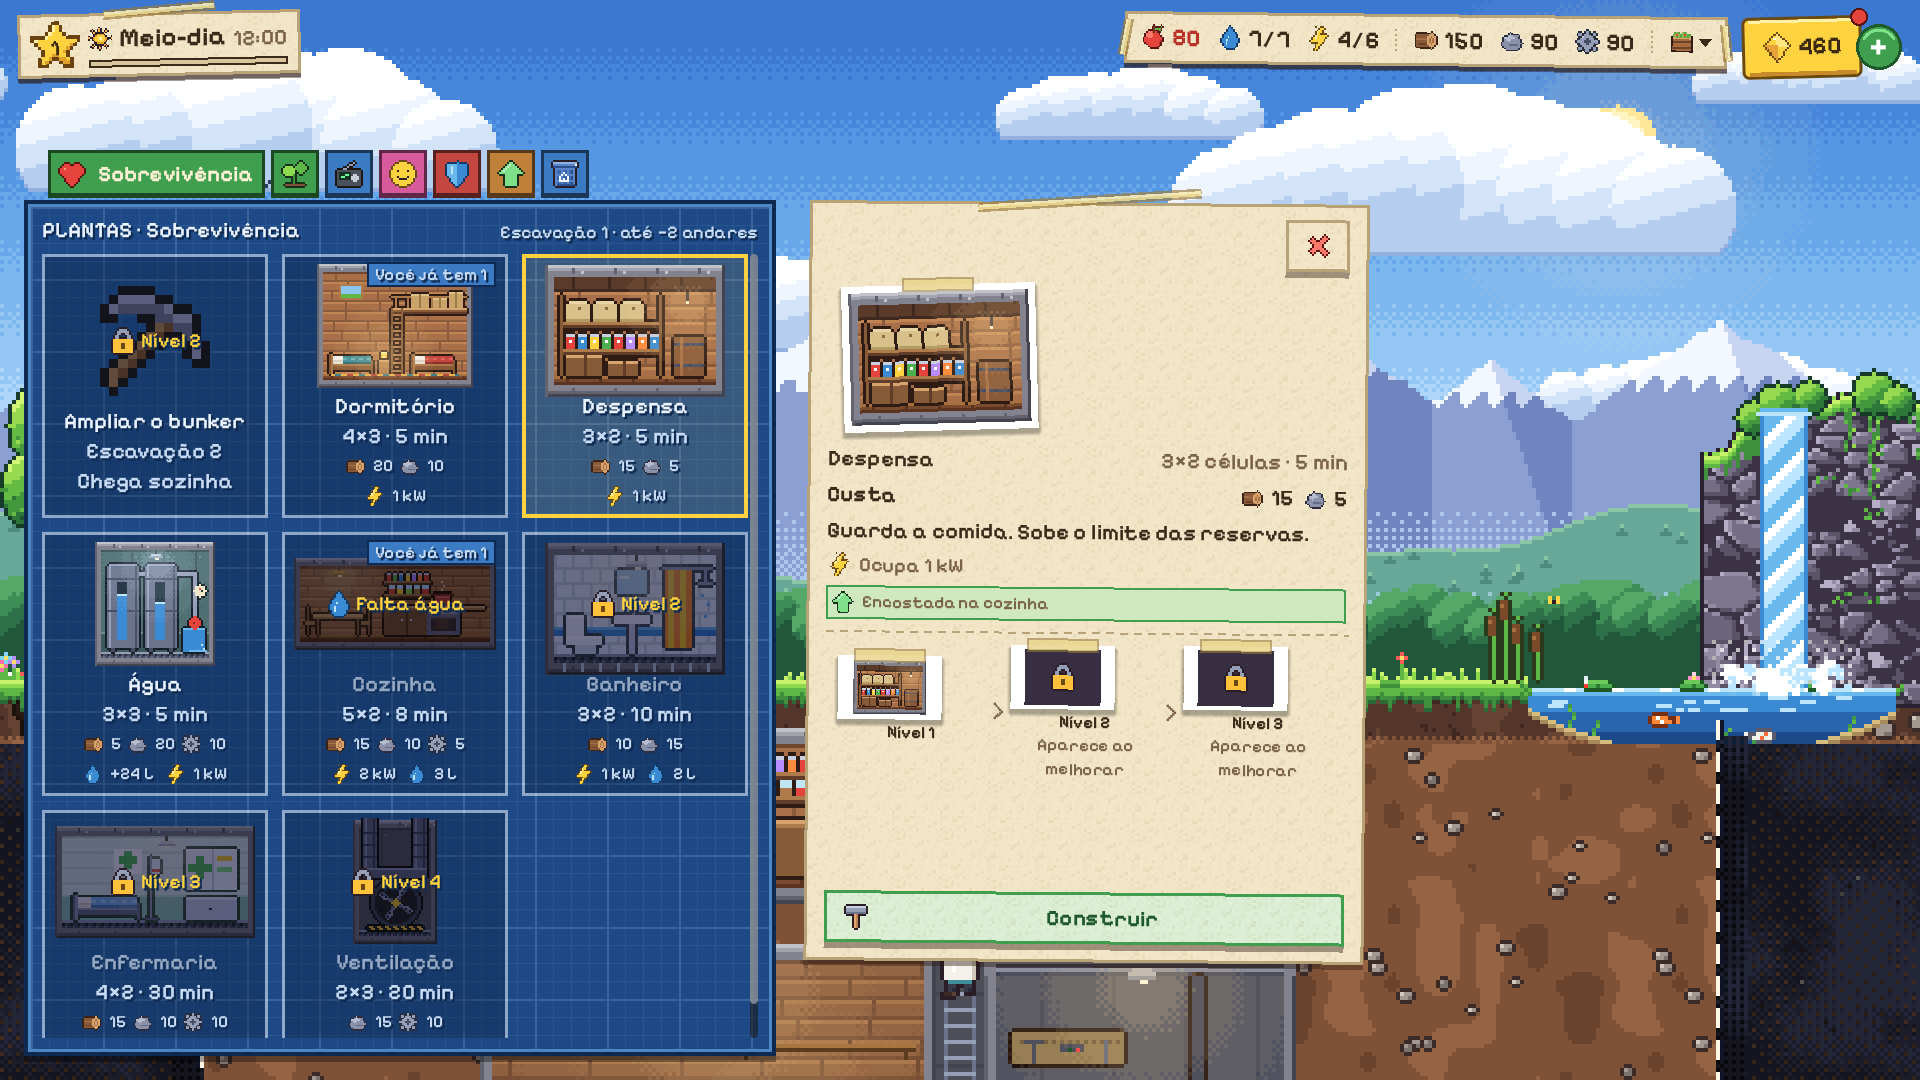 1 Meio-dia 12:00
80 7/7 4/6 150 90 90
460
Sobrevivência
PLANTAS · Sobrevivência
Escavação 1 · até -2 andares
Nível 2
Ampliar o bunker
Escavação 2
Chega sozinha
Você já tem 1
Dormitório
4×3 · 5 min
20 10
1 kW
Despensa
3×2 · 5 min
15 5
1 kW
Água
3×3 · 5 min
5 20 10
+24 L 1 kW
Você já tem 1
Falta água
Cozinha
5×2 · 8 min
15 10 5
2 kW 3 L
Nível 2
Banheiro
3×2 · 10 min
10 15
1 kW 2 L
Nível 3
Enfermaria
4×2 · 30 min
15 10 10
Nível 4
Ventilação
2×3 · 20 min
15 10
Despensa
3×2 células · 5 min
Custa
15 5
Guarda a comida. Sobe o limite das reservas.
Ocupa 1 kW
Encostada na cozinha
Nível 1
Nível 2
Aparece ao
melhorar
Nível 3
Aparece ao
melhorar
Construir